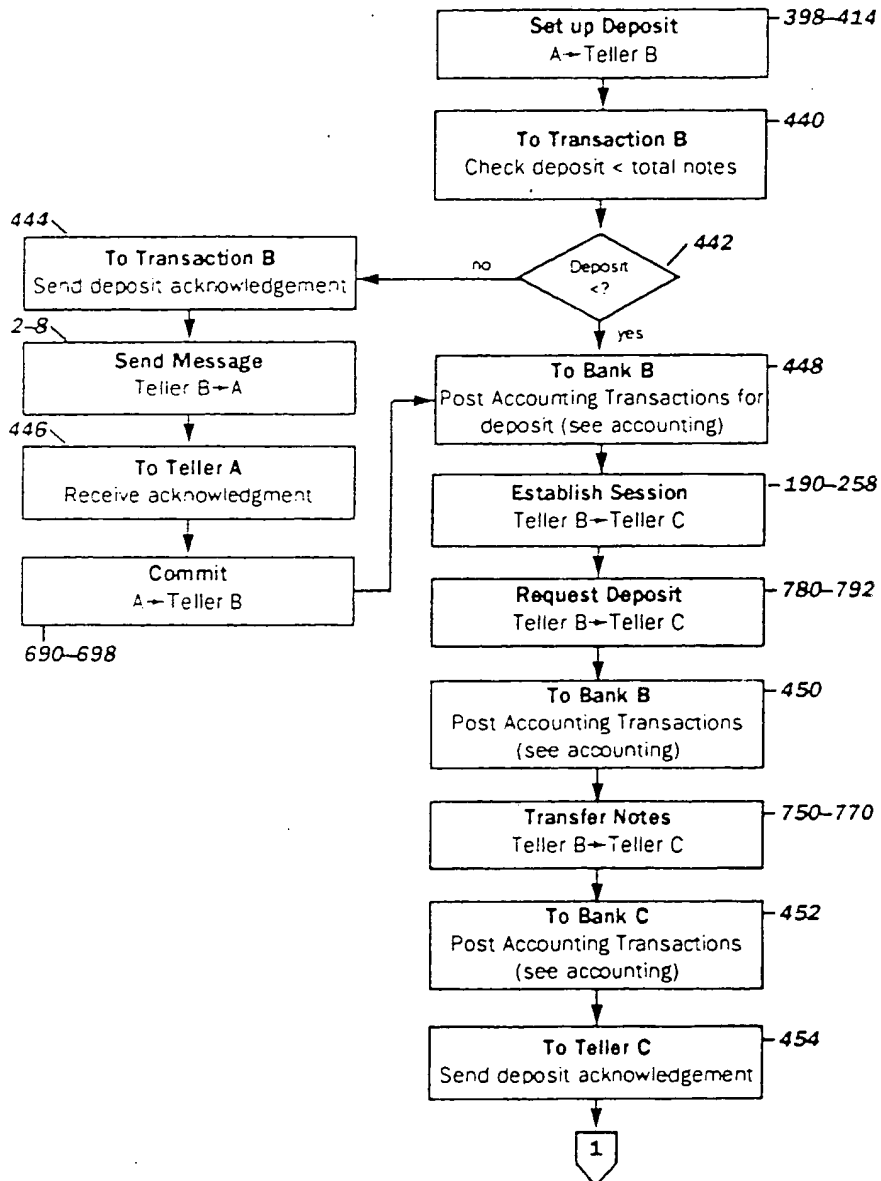 398–414
Set up Deposit
A→Teller B
440
To Transaction B
Check deposit < total notes
442
Deposit
<?
no
yes
444
To Transaction B
Send deposit acknowledgement
2–8
Send Message
Teller B→A
446
To Teller A
Receive acknowledgment
Commit
A→Teller B
690–698
448
To Bank B
Post Accounting Transactions for
deposit (see accounting)
190–258
Establish Session
Teller B→Teller C
780–792
Request Deposit
Teller B→Teller C
450
To Bank B
Post Accounting Transactions
(see accounting)
750–770
Transfer Notes
Teller B→Teller C
452
To Bank C
Post Accounting Transactions
(see accounting)
454
To Teller C
Send deposit acknowledgement
1